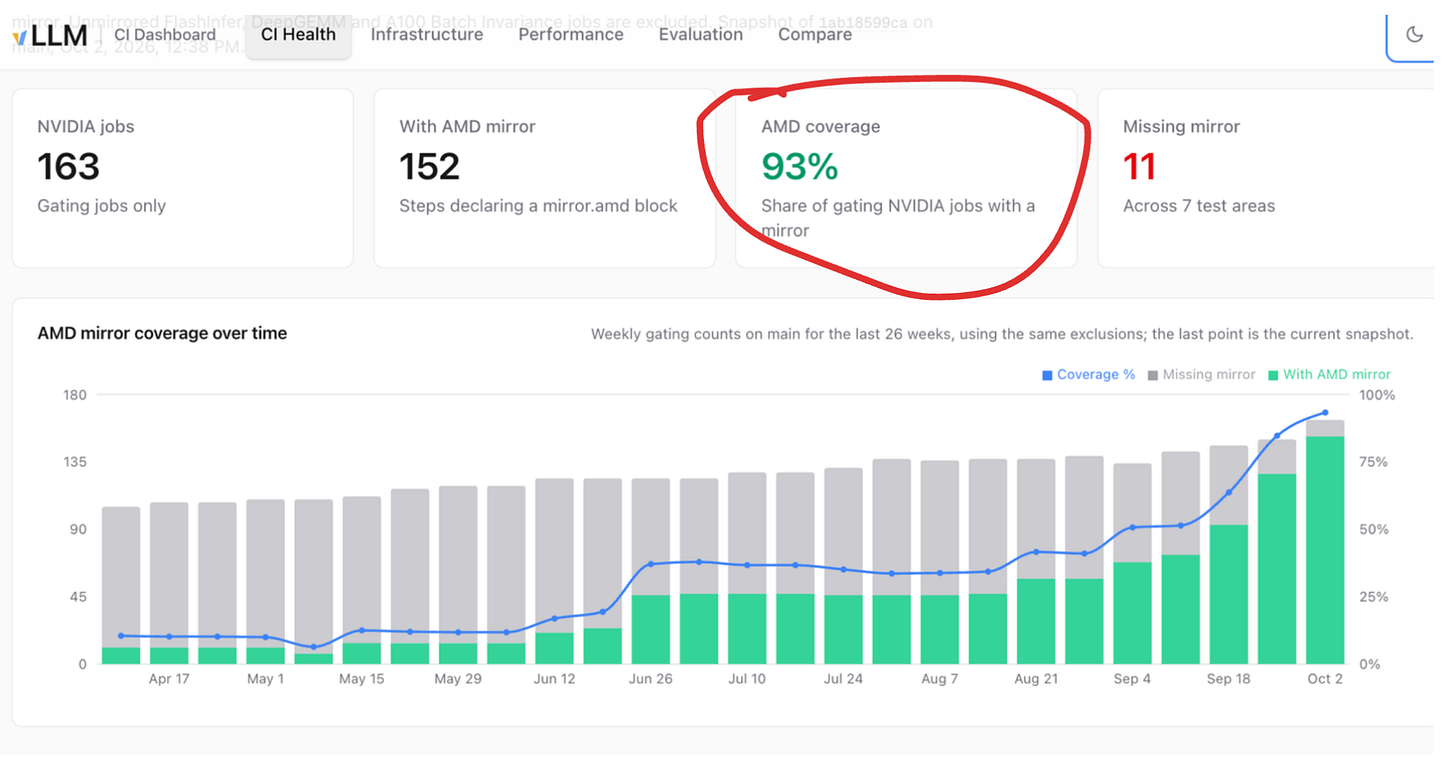 mirror. Unmirrored FlashInfer, DeepGEMM and A100 Batch Invariance jobs are excluded. Snapshot of 1ab18599ca on
main, Oct 2, 2026, 12:38 PM.
vLLM CI Dashboard CI Health Infrastructure Performance Evaluation Compare
NVIDIA jobs
163
Gating jobs only
With AMD mirror
152
Steps declaring a mirror.amd block
AMD coverage
93%
Share of gating NVIDIA jobs with a
mirror
Missing mirror
11
Across 7 test areas
AMD mirror coverage over time
Weekly gating counts on main for the last 26 weeks, using the same exclusions; the last point is the current snapshot.
Coverage % Missing mirror With AMD mirror
180 100%
135 75%
90 50%
45 25%
0 0%
Apr 17 May 1 May 15 May 29 Jun 12 Jun 26 Jul 10 Jul 24 Aug 7 Aug 21 Sep 4 Sep 18 Oct 2